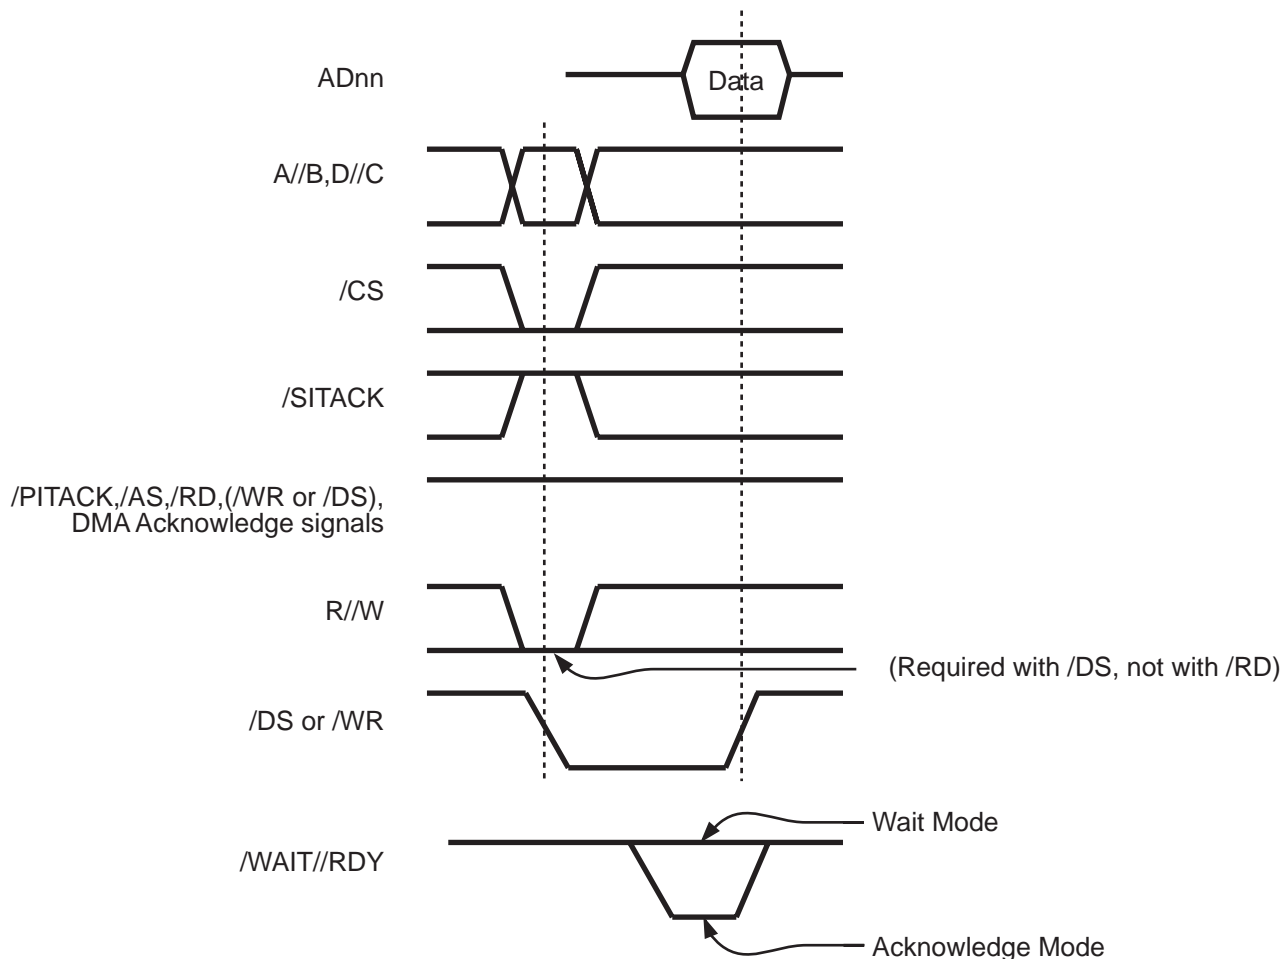 ADnn
Data
A//B,D//C
/CS
/SITACK
/PITACK,/AS,/RD,(/WR or /DS),
DMA Acknowledge signals
R//W
(Required with /DS, not with /RD)
/DS or /WR
Wait Mode
/WAIT//RDY
Acknowledge Mode